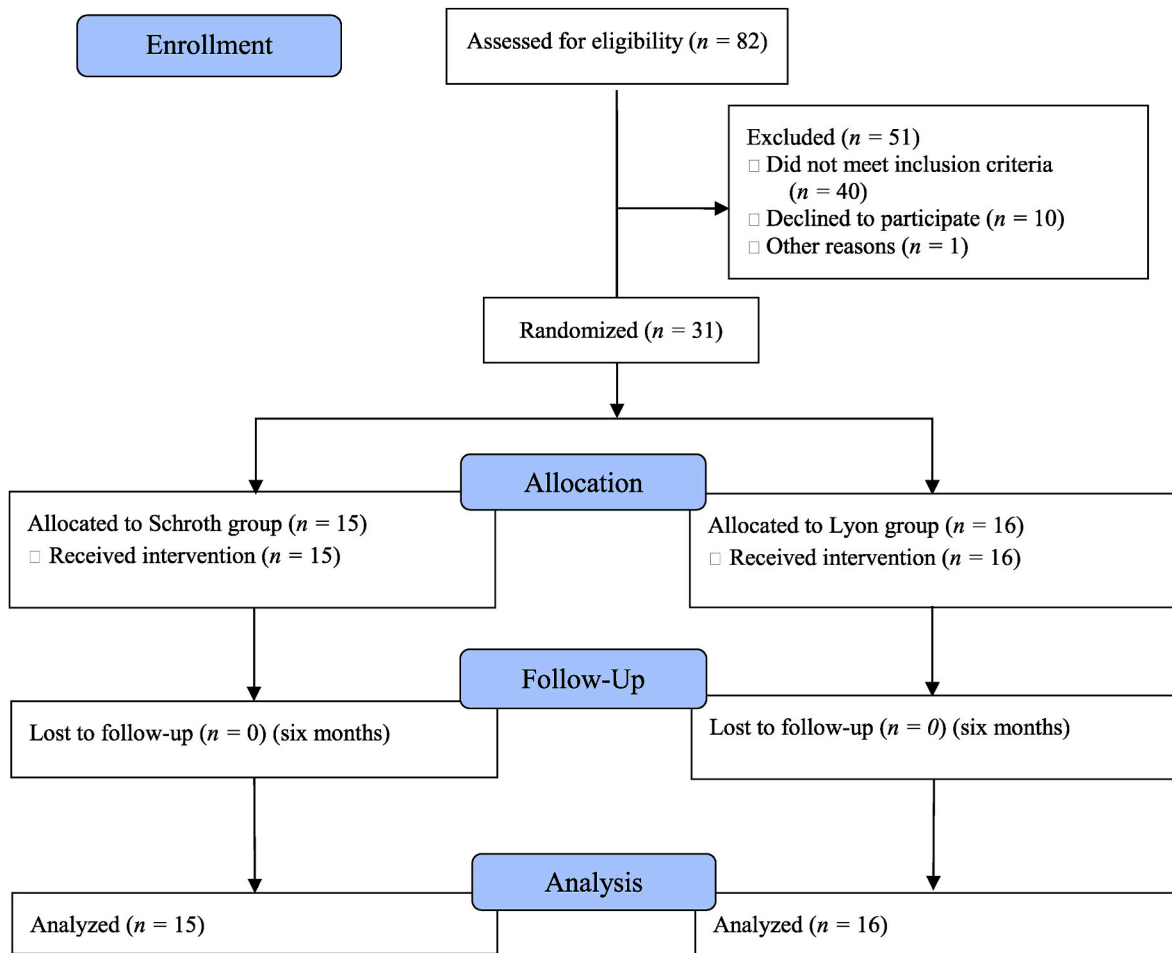 Enrollment
Assessed for eligibility (n = 82)
Excluded (n = 51)
□ Did not meet inclusion criteria
(n = 40)
□ Declined to participate (n = 10)
□ Other reasons (n = 1)
Randomized (n = 31)
Allocation
Allocated to Schroth group (n = 15)
□ Received intervention (n = 15)
Allocated to Lyon group (n = 16)
□ Received intervention (n = 16)
Follow-Up
Lost to follow-up (n = 0) (six months)
Lost to follow-up (n = 0) (six months)
Analysis
Analyzed (n = 15)
Analyzed (n = 16)